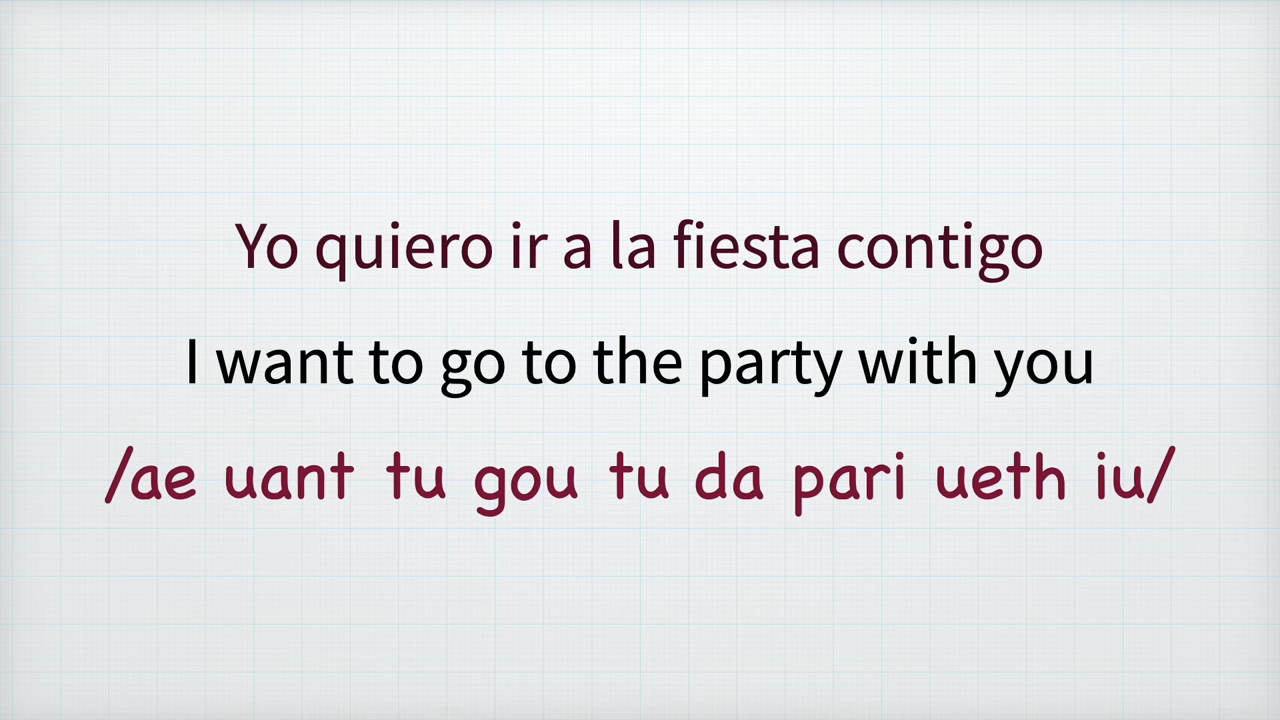 Yo quiero ir a la fiesta contigo
I want to go to the party with you
/ae uant tu gou tu da pari ueth iu/